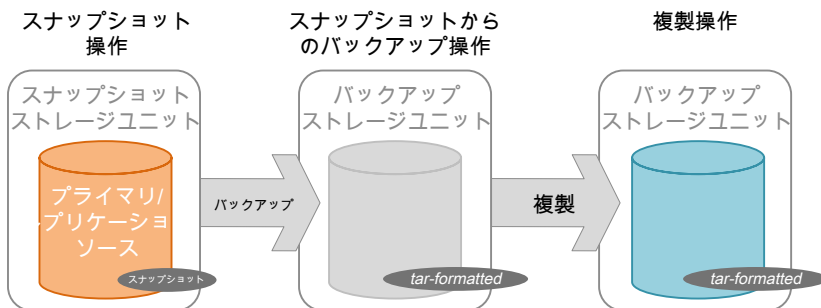 スナップショット
操作
スナップショットから
のバックアップ操作
複製操作
スナップショット
ストレージユニット
バックアップ
ストレージユニット
バックアップ
ストレージユニット
プライマリ/
プリケーショ
ソース
バックアップ
複製
スナップショット
tar-formatted
tar-formatted